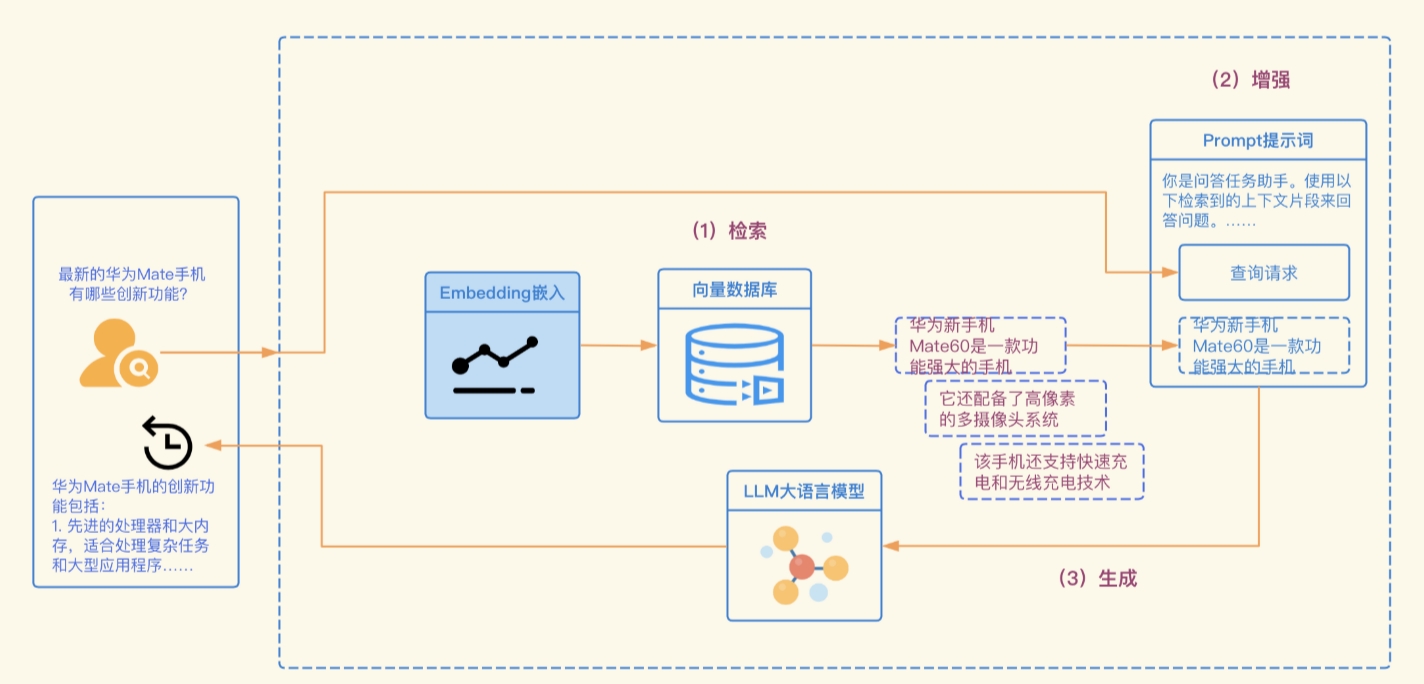 （2）增强
Prompt提示词
你是问答任务助手。使用以
下检索到的上下文片段来回
答问题。……
查询请求
华为新手机
Mate60是一款功
能强大的手机
（1）检索
Embedding嵌入
向量数据库
华为新手机
Mate60是一款功
能强大的手机
它还配备了高像素
的多摄像头系统
该手机还支持快速充
电和无线充电技术
最新的华为Mate手机
有哪些创新功能？
华为Mate手机的创新功
能包括：
1. 先进的处理器和大内
存，适合处理复杂任务
和大型应用程序……
LLM大语言模型
（3）生成